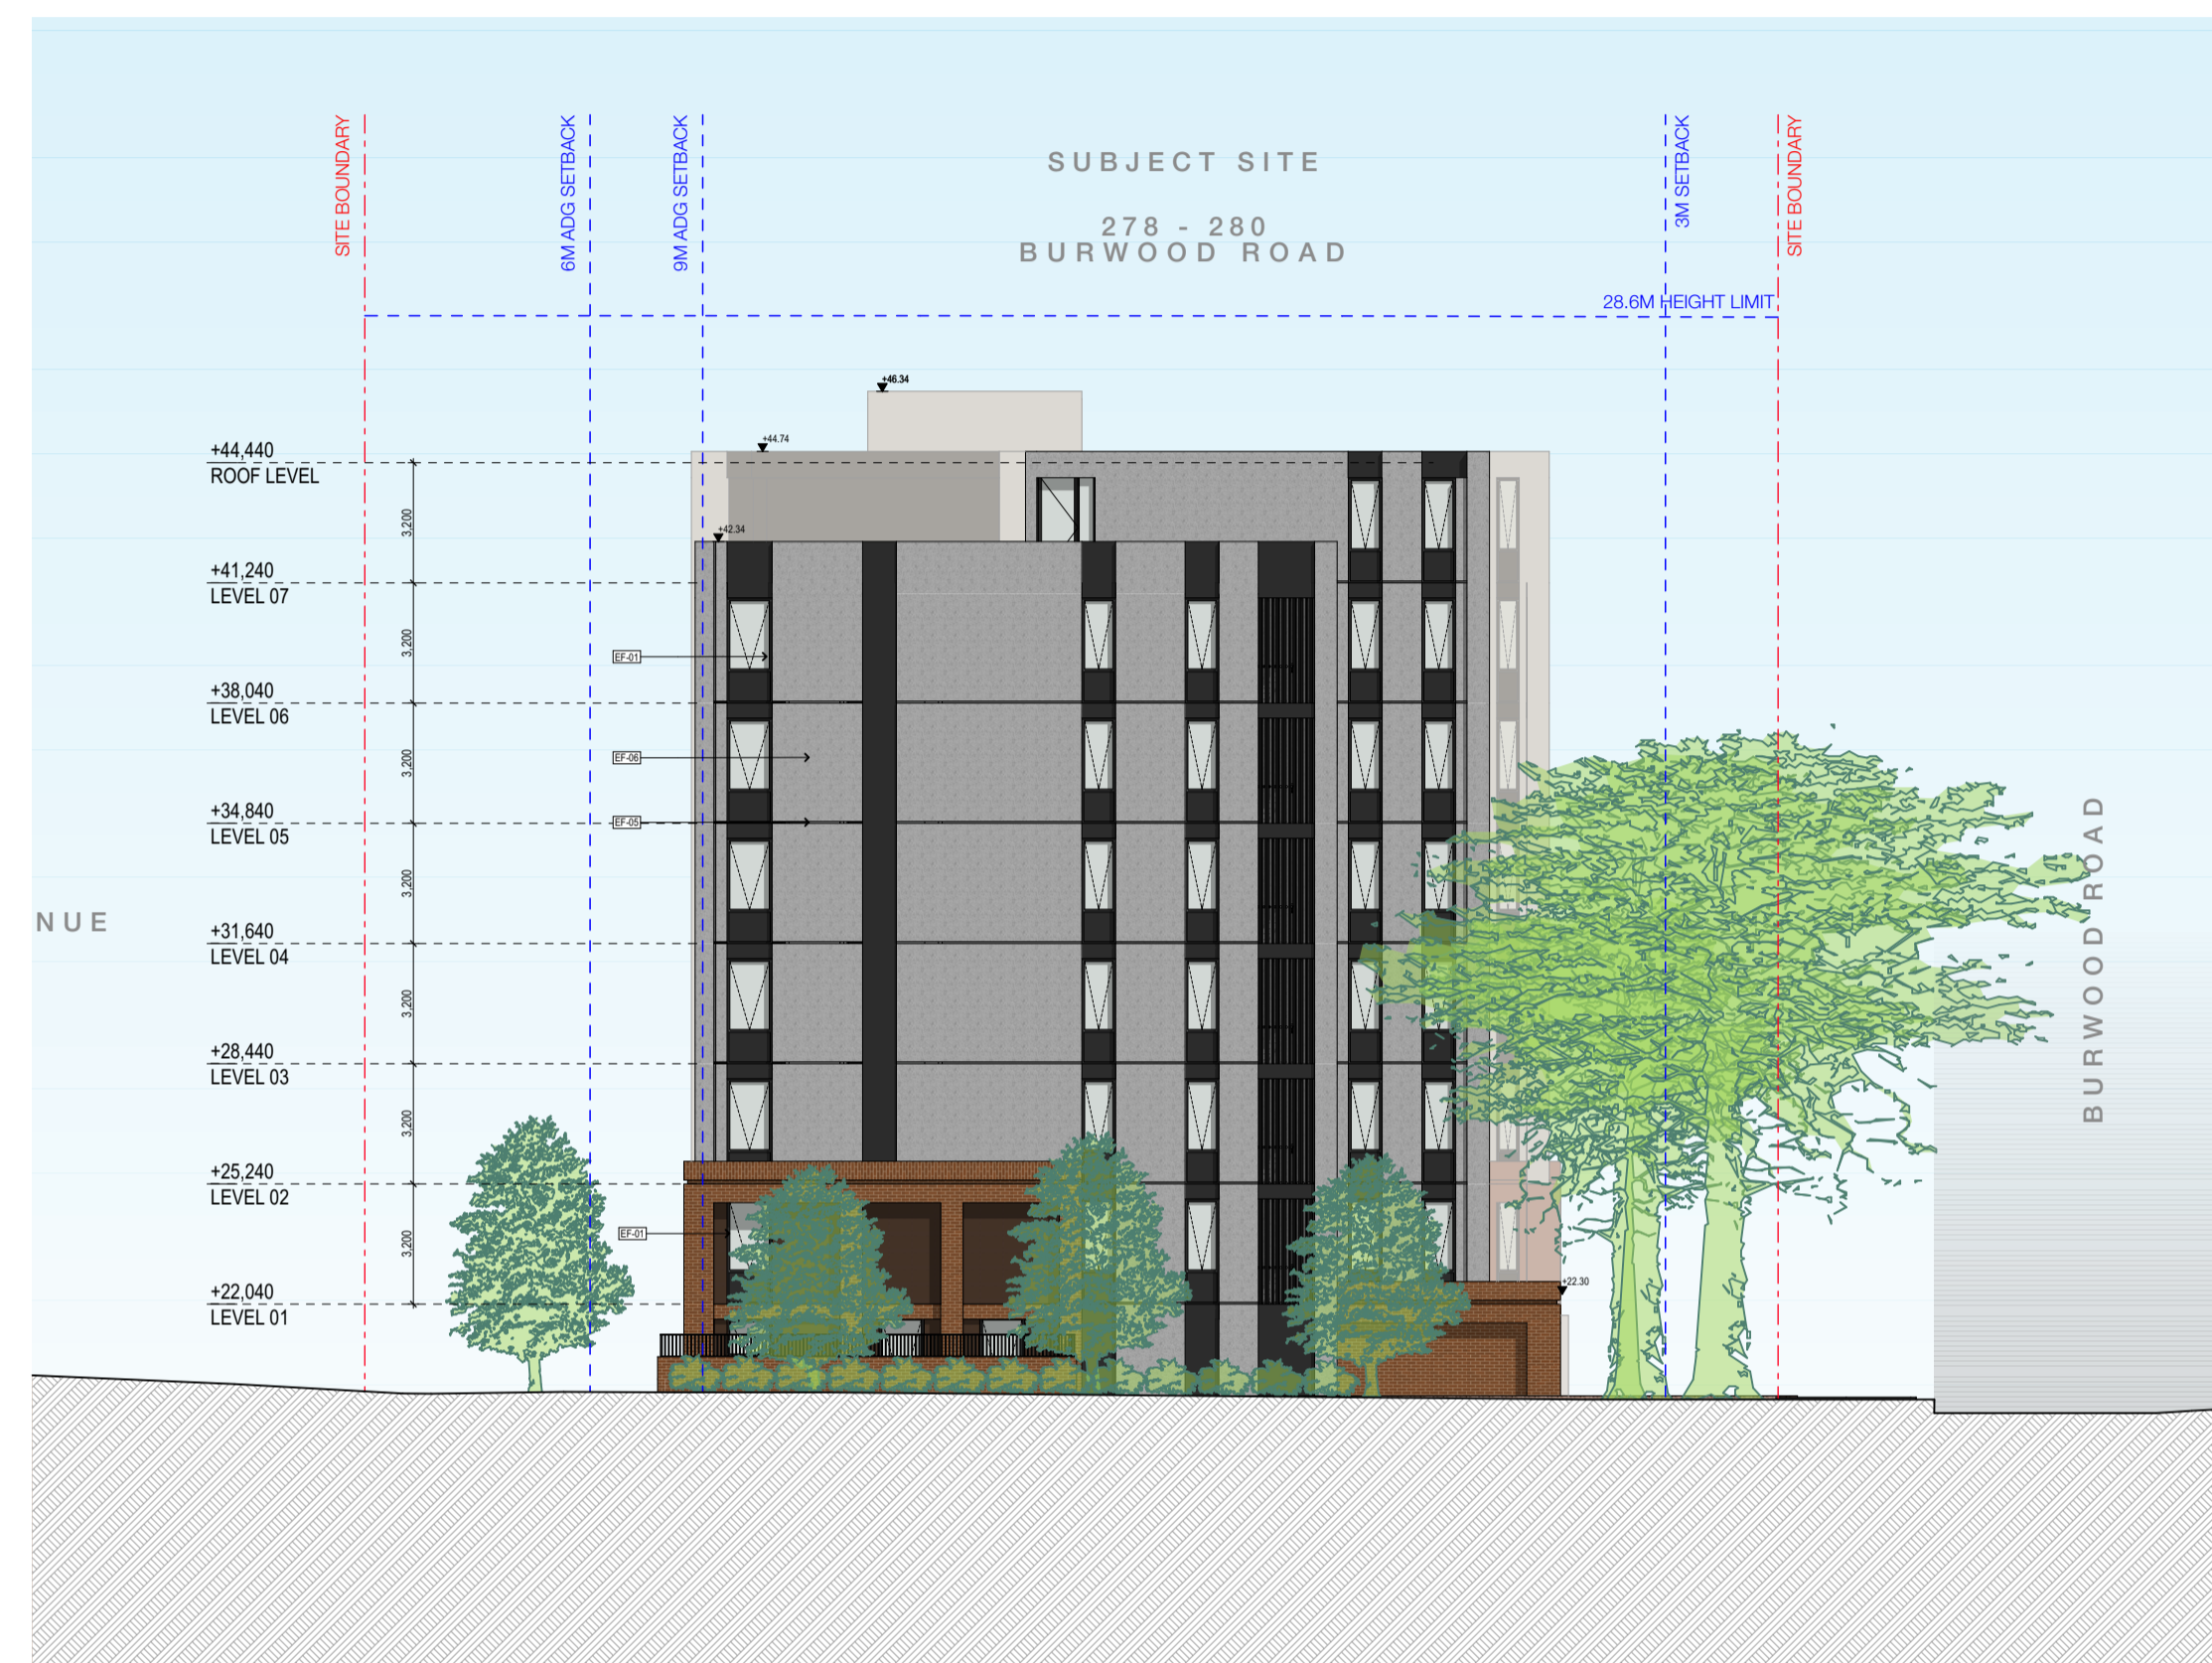 SITE BOUNDARY
6M ADG SETBACK
9M ADG SETBACK
SUBJECT SITE
278 - 280
BURWOOD ROAD
3M SETBACK
SITE BOUNDARY
28.6M HEIGHT LIMIT
+46.34
+44.74
+44,440
ROOF LEVEL
3,200
+42.34
+41,240
LEVEL 07
3,200
EF-01
+38,040
LEVEL 06
3,200
EF-06
+34,840
LEVEL 05
EF-05
3,200
NUE
BURWOOD ROAD
+31,640
LEVEL 04
3,200
+28,440
LEVEL 03
3,200
+25,240
LEVEL 02
3,200
EF-01
+22,040
LEVEL 01
+22.30